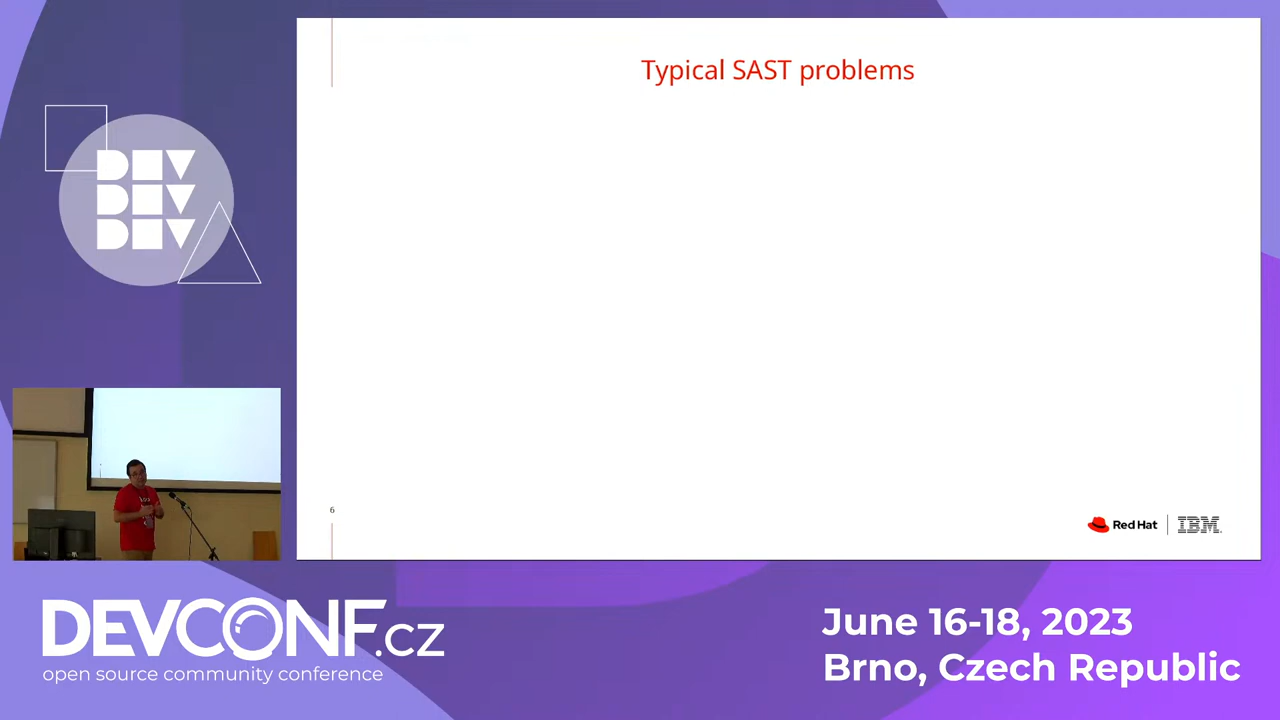 Typical SAST problems
DEV
DEV
DEV
6
Red Hat
IBM
DEVCONF.cz
open source community conference
June 16-18, 2023
Brno, Czech Republic